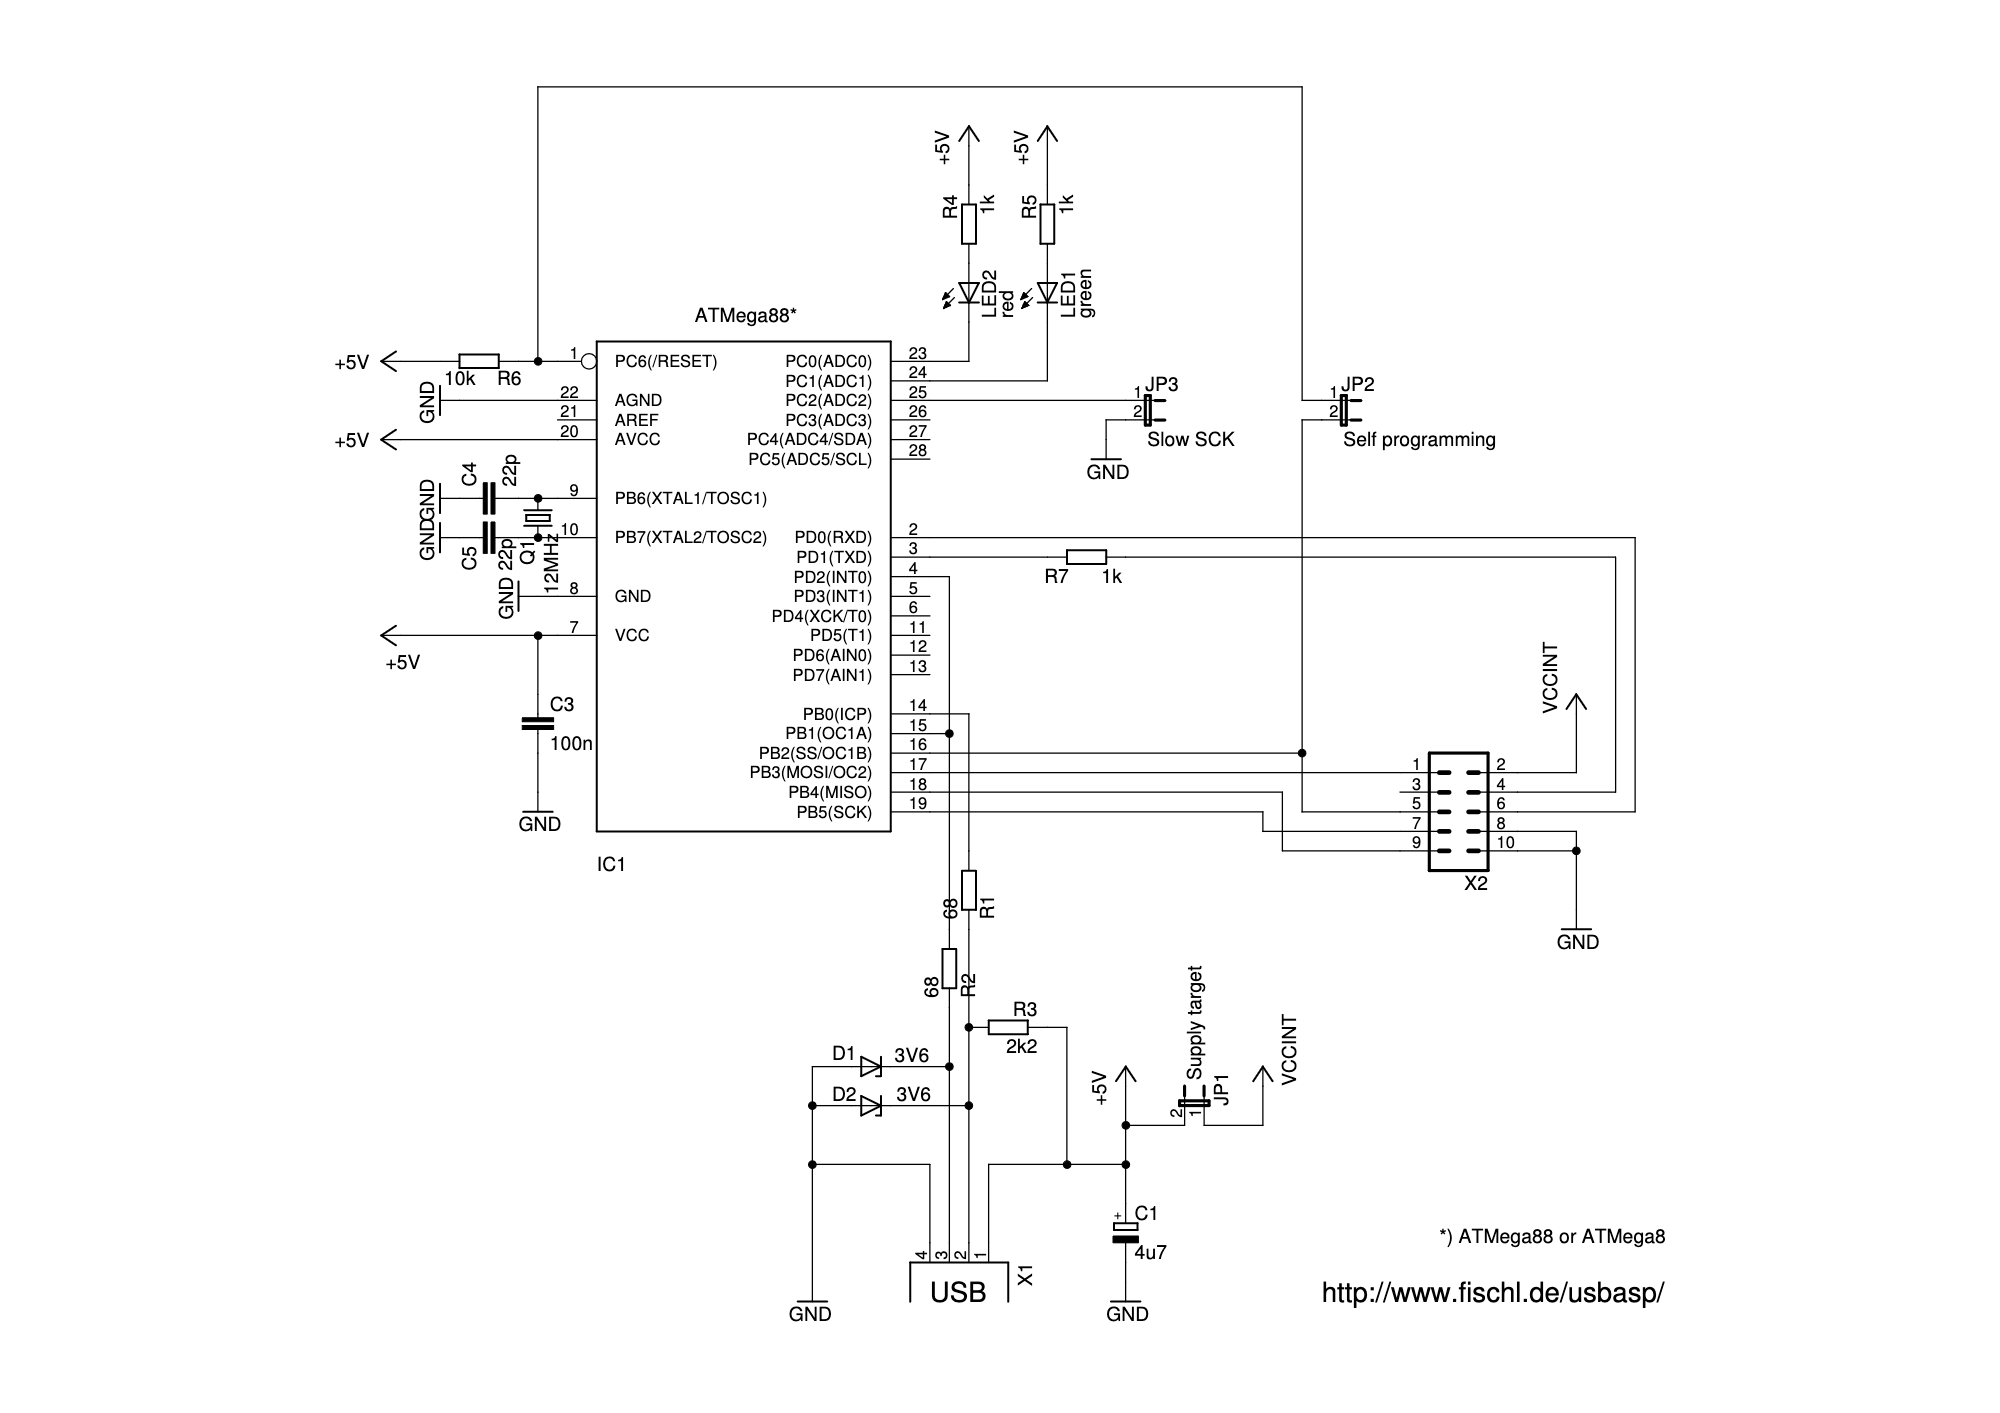 +5V
+5V
R4
1k
R5
1k
LED2
red
LED1
green
ATMega88*
+5V
10k R6
1
PC6(/RESET)
GND
22
AGND
21
AREF
+5V
20
AVCC
C4
22p
GND
9
PB6(XTAL1/TOSC1)
GND
C5
22p
Q1
12MHz
10
PB7(XTAL2/TOSC2)
GND
8
GND
7
VCC
+5V
C3
100n
GND
PC0(ADC0) 23
PC1(ADC1) 24
PC2(ADC2) 25
PC3(ADC3) 26
PC4(ADC4/SDA) 27
PC5(ADC5/SCL) 28
PD0(RXD) 2
PD1(TXD) 3
PD2(INT0) 4
PD3(INT1) 5
PD4(XCK/T0) 6
PD5(T1) 11
PD6(AIN0) 12
PD7(AIN1) 13
PB0(ICP) 14
PB1(OC1A) 15
PB2(SS/OC1B) 16
PB3(MOSI/OC2) 17
PB4(MISO) 18
PB5(SCK) 19
IC1
JP3
1
2
Slow SCK
GND
JP2
1
2
Self programming
R7 1k
VCCINT
1 2
3 4
5 6
7 8
9 10
X2
GND
68
R1
68
R2
R3
2k2
D1 3V6
D2 3V6
+5V
Supply target
2
1
JP1
VCCINT
4
3
2
1
USB
X1
GND
+
C1
4u7
GND
*) ATMega88 or ATMega8
http://www.fischl.de/usbasp/